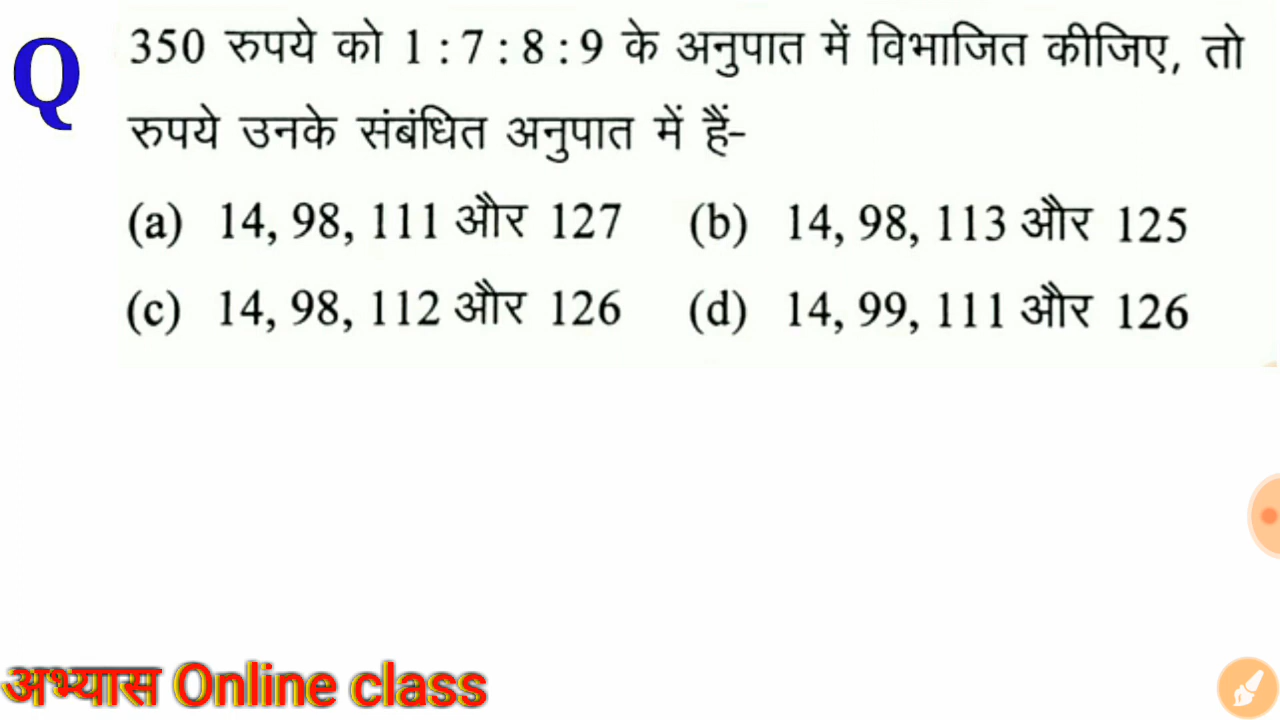 Q
350 रुपये को 1 : 7 : 8 : 9 के अनुपात में विभाजित कीजिए, तो
रुपये उनके संबंधित अनुपात में हैं-
(a) 14, 98, 111 और 127 (b) 14, 98, 113 और 125
(c) 14, 98, 112 और 126 (d) 14, 99, 111 और 126
अभ्यास Online class